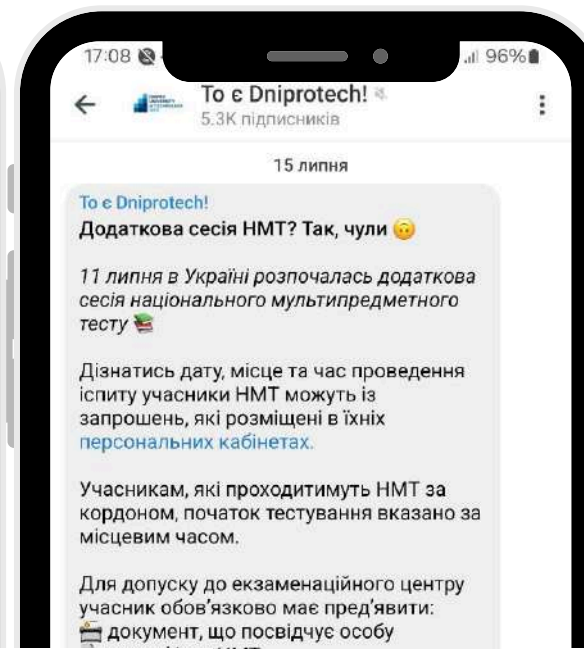 17:08
96%
То є Dniprotech!
5.3K підписників
15 липня
То є Dniprotech!
Додаткова сесія НМТ? Так, чули 🙃
11 липня в Україні розпочалась додаткова
сесія національного мультипредметного
тесту 📚
Дізнатись дату, місце та час проведення
іспиту учасники НМТ можуть із
запрошень, які розміщені в їхніх
персональних кабінетах.
Учасникам, які проходитимуть НМТ за
кордоном, початок тестування вказано за
місцевим часом.
Для допуску до екзаменаційного центру
учасник обов’язково має пред’явити:
документ, що посвідчує особу